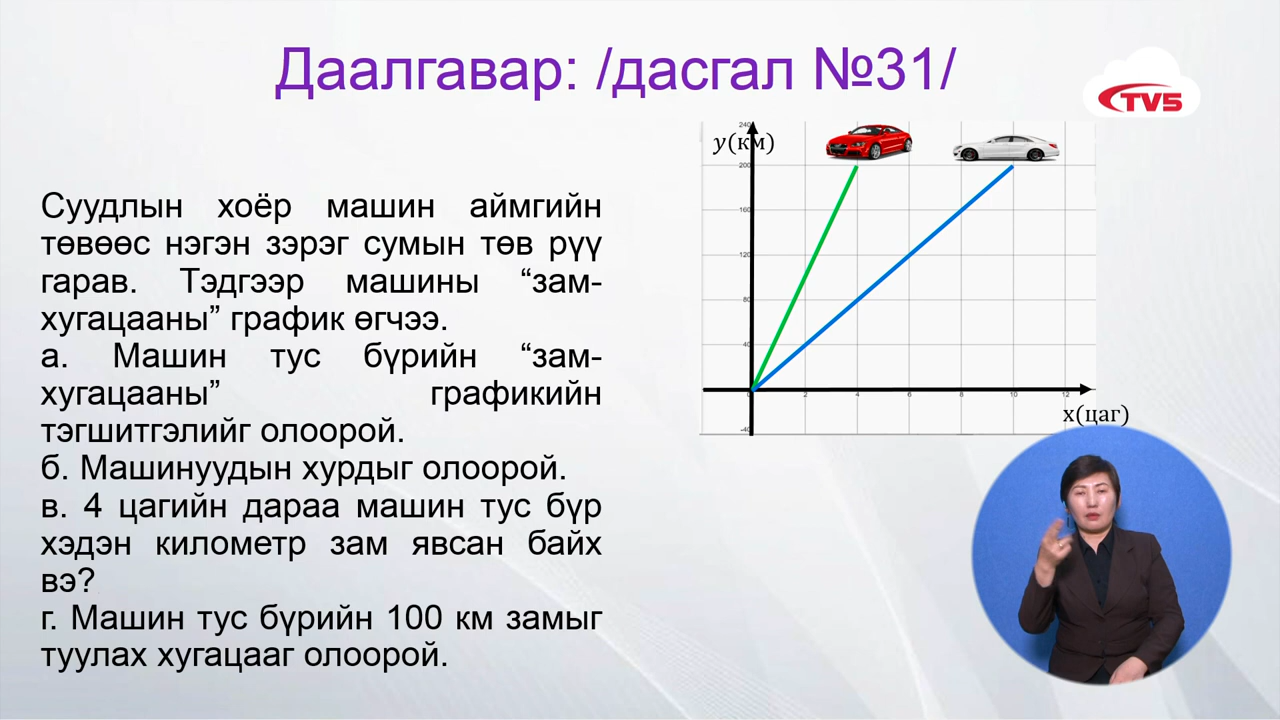 Даалгавар: /дасгал №31/
TV5
Суудлын хоёр машин аймгийн
төвөөс нэгэн зэрэг сумын төв рүү
гарав. Тэдгээр машины “зам-
хугацааны” график өгчээ.
а. Машин тус бүрийн “зам-
хугацааны” графикийн
тэгшитгэлийг олоорой.
б. Машинуудын хурдыг олоорой.
в. 4 цагийн дараа машин тус бүр
хэдэн километр зам явсан байх
вэ?
г. Машин тус бүрийн 100 км замыг
туулах хугацааг олоорой.
240
y(км)
200
160
120
80
40
0 2 4 6 8 10 12
x(цаг)
-40